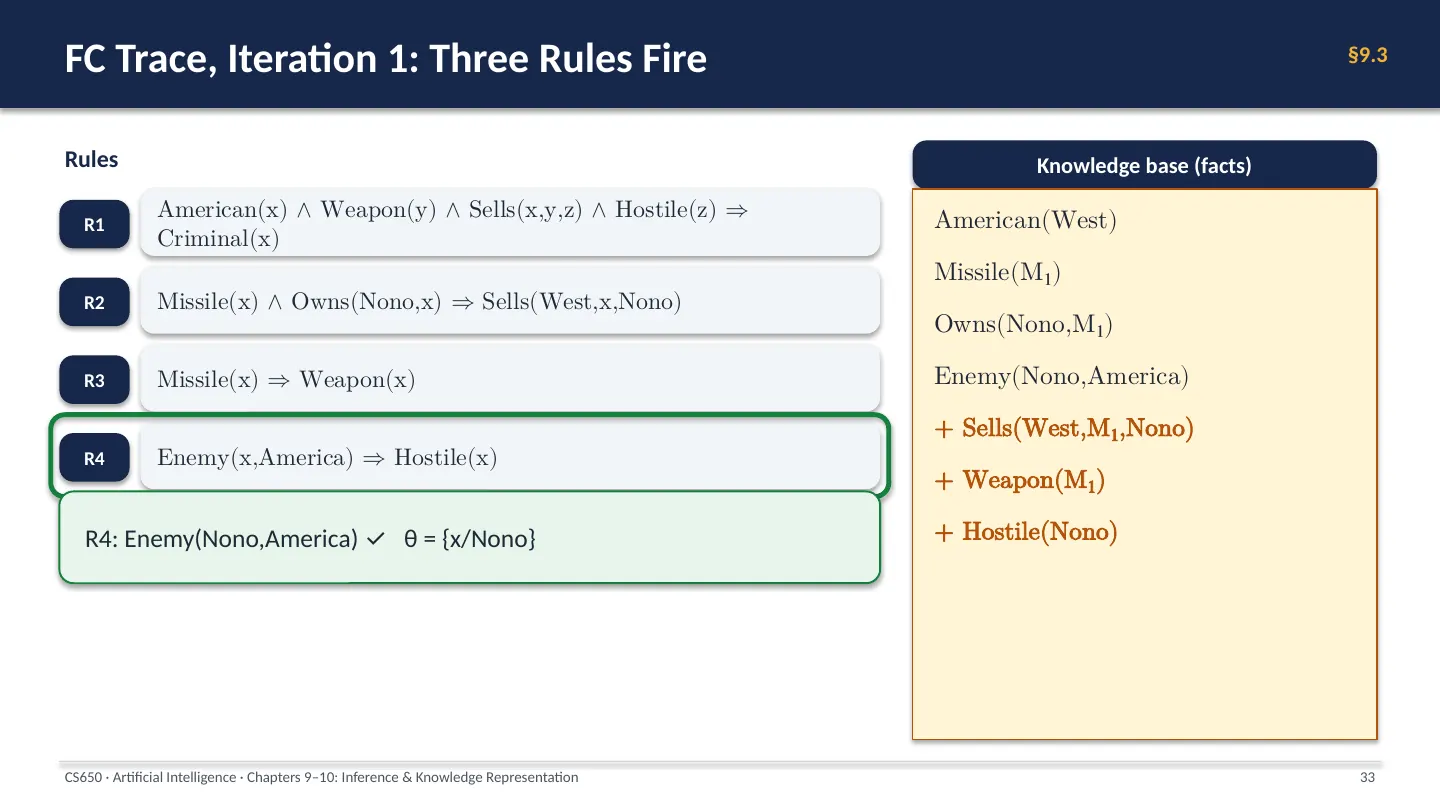 FC Trace, Iteration 1: Three Rules Fire
§9.3
Rules
R1
American(x) ∧ Weapon(y) ∧ Sells(x,y,z) ∧ Hostile(z) ⇒
Criminal(x)
R2
Missile(x) ∧ Owns(Nono,x) ⇒ Sells(West,x,Nono)
R3
Missile(x) ⇒ Weapon(x)
R4
Enemy(x,America) ⇒ Hostile(x)
R4: Enemy(Nono,America) ✓ θ = {x/Nono}
Knowledge base (facts)
American(West)
Missile(M₁)
Owns(Nono,M₁)
Enemy(Nono,America)
+ Sells(West,M₁,Nono)
+ Weapon(M₁)
+ Hostile(Nono)
CS650 · Artificial Intelligence · Chapters 9–10: Inference & Knowledge Representation
33